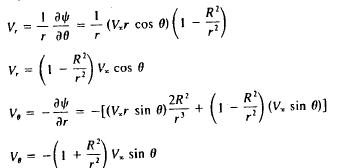 V_r = \frac{1}{r} \frac{\partial \psi}{\partial \theta} = \frac{1}{r} (V_\infty r \cos \theta) \left( 1 - \frac{R^2}{r^2} \right)
V_r = \left( 1 - \frac{R^2}{r^2} \right) V_\infty \cos \theta
V_\theta = - \frac{\partial \psi}{\partial r} = -[(V_\infty r \sin \theta) \frac{2R^2}{r^3} + \left( 1 - \frac{R^2}{r^2} \right) (V_\infty \sin \theta)]
V_\theta = - \left( 1 + \frac{R^2}{r^2} \right) V_\infty \sin \theta